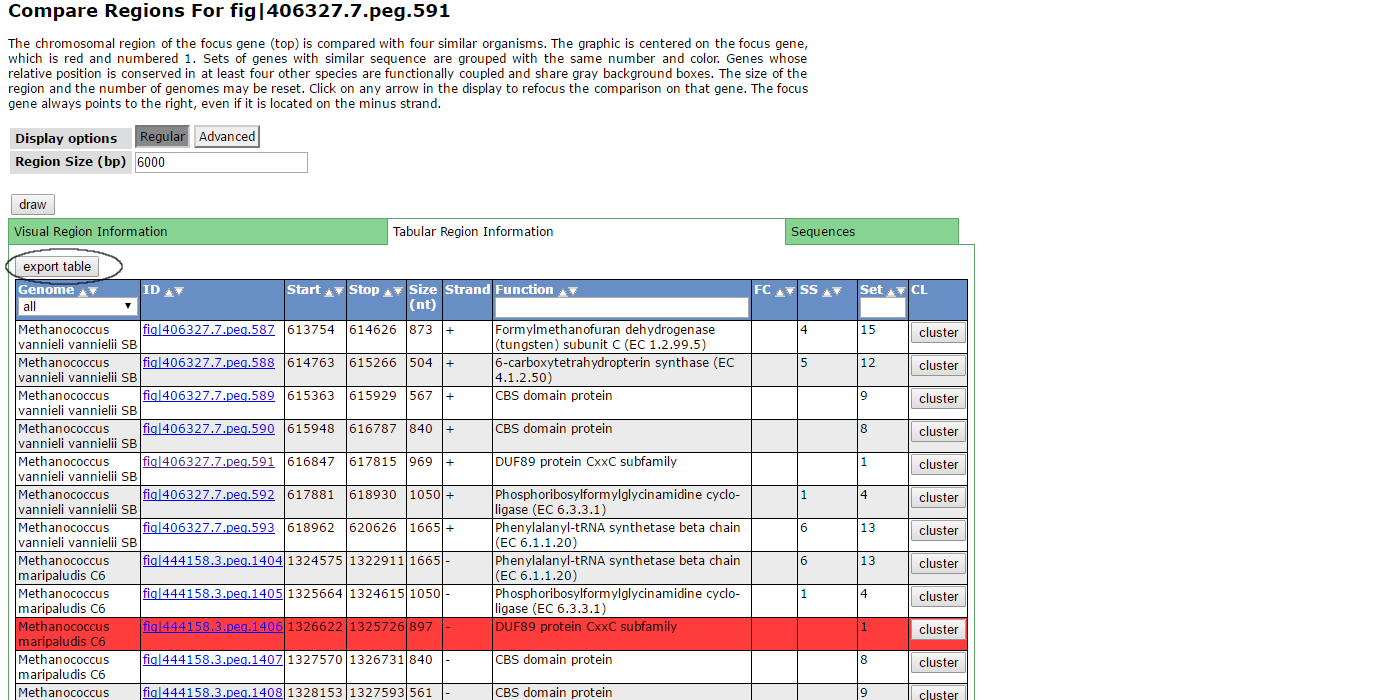 Compare Regions For fig|406327.7.peg.591
The chromosomal region of the focus gene (top) is compared with four similar organisms. The graphic is centered on the focus gene,
which is red and numbered 1. Sets of genes with similar sequence are grouped with the same number and color. Genes whose
relative position is conserved in at least four other species are functionally coupled and share gray background boxes. The size of the
region and the number of genomes may be reset. Click on any arrow in the display to refocus the comparison on that gene. The focus
gene always points to the right, even if it is located on the minus strand.
Display options Regular Advanced
Region Size (bp) 6000
draw
Visual Region Information Tabular Region Information Sequences
export table
Genome ID Start Stop Size Strand Function FC SS Set CL
all (nt)
Methanococcus fig|406327.7.peg.587 613754 614626 873 + Formylmethanofuran dehydrogenase 4 15 cluster
vannieli vannielii SB (tungsten) subunit C (EC 1.2.99.5)
Methanococcus fig|406327.7.peg.588 614763 615266 504 + 6-carboxytetrahydropterin synthase (EC 5 12 cluster
vannieli vannielii SB 4.1.2.50)
Methanococcus fig|406327.7.peg.589 615363 615929 567 + CBS domain protein 9 cluster
vannieli vannielii SB
Methanococcus fig|406327.7.peg.590 615948 616787 840 + CBS domain protein 8 cluster
vannieli vannielii SB
Methanococcus fig|406327.7.peg.591 616847 617815 969 + DUF89 protein CxxC subfamily 1 cluster
vannieli vannielii SB
Methanococcus fig|406327.7.peg.592 617881 618930 1050 + Phosphoribosylformylglycinamidine cyclo- 1 4 cluster
vannieli vannielii SB ligase (EC 6.3.3.1)
Methanococcus fig|406327.7.peg.593 618962 620626 1665 + Phenylalanyl-tRNA synthetase beta chain 6 13 cluster
vannieli vannielii SB (EC 6.1.1.20)
Methanococcus fig|444158.3.peg.1404 1324575 1322911 1665 - Phenylalanyl-tRNA synthetase beta chain 6 13 cluster
maripaludis C6 (EC 6.1.1.20)
Methanococcus fig|444158.3.peg.1405 1325664 1324615 1050 - Phosphoribosylformylglycinamidine cyclo- 1 4 cluster
maripaludis C6 ligase (EC 6.3.3.1)
Methanococcus fig|444158.3.peg.1406 1326622 1325726 897 - DUF89 protein CxxC subfamily 1 cluster
maripaludis C6
Methanococcus fig|444158.3.peg.1407 1327570 1326731 840 - CBS domain protein 8 cluster
maripaludis C6
Methanococcus fig|444158.3.peg.1408 1328153 1327593 561 - CBS domain protein 9 cluster